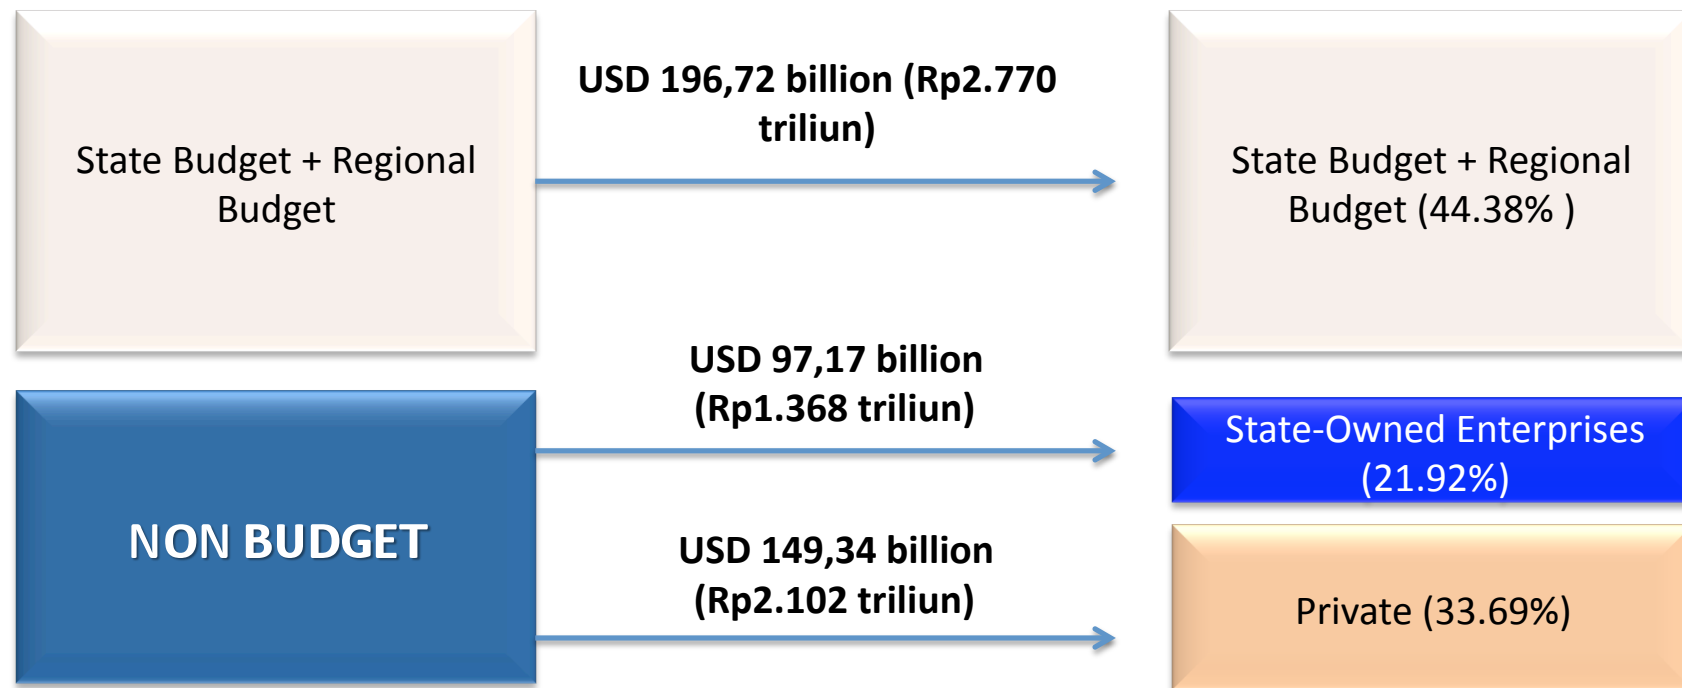 State Budget + Regional
Budget
USD 196,72 billion (Rp2.770
triliun)
State Budget + Regional
Budget (44.38% )
NON BUDGET
USD 97,17 billion
(Rp1.368 triliun)
State-Owned Enterprises
(21.92%)
USD 149,34 billion
(Rp2.102 triliun)
Private (33.69%)